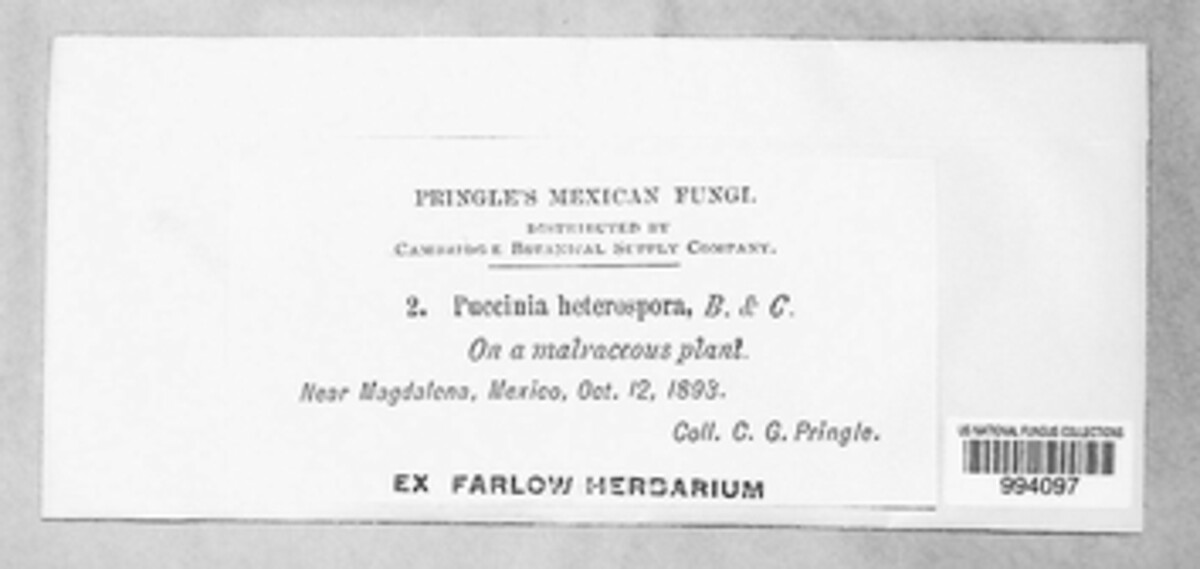 PRINGLE'S MEXICAN FUNGI.
DISTRIBUTED BY
CAMBRIDGE BOTANICAL SUPPLY COMPANY.
2. Puccinia heterospora, B. & C.
On a malvaceous plant.
Near Magdalena, Mexico, Oct. 12, 1893.
Coll. C. G. Pringle.
EX FARLOW HERBARIUM
US NATIONAL FUNGUS COLLECTIONS
994097